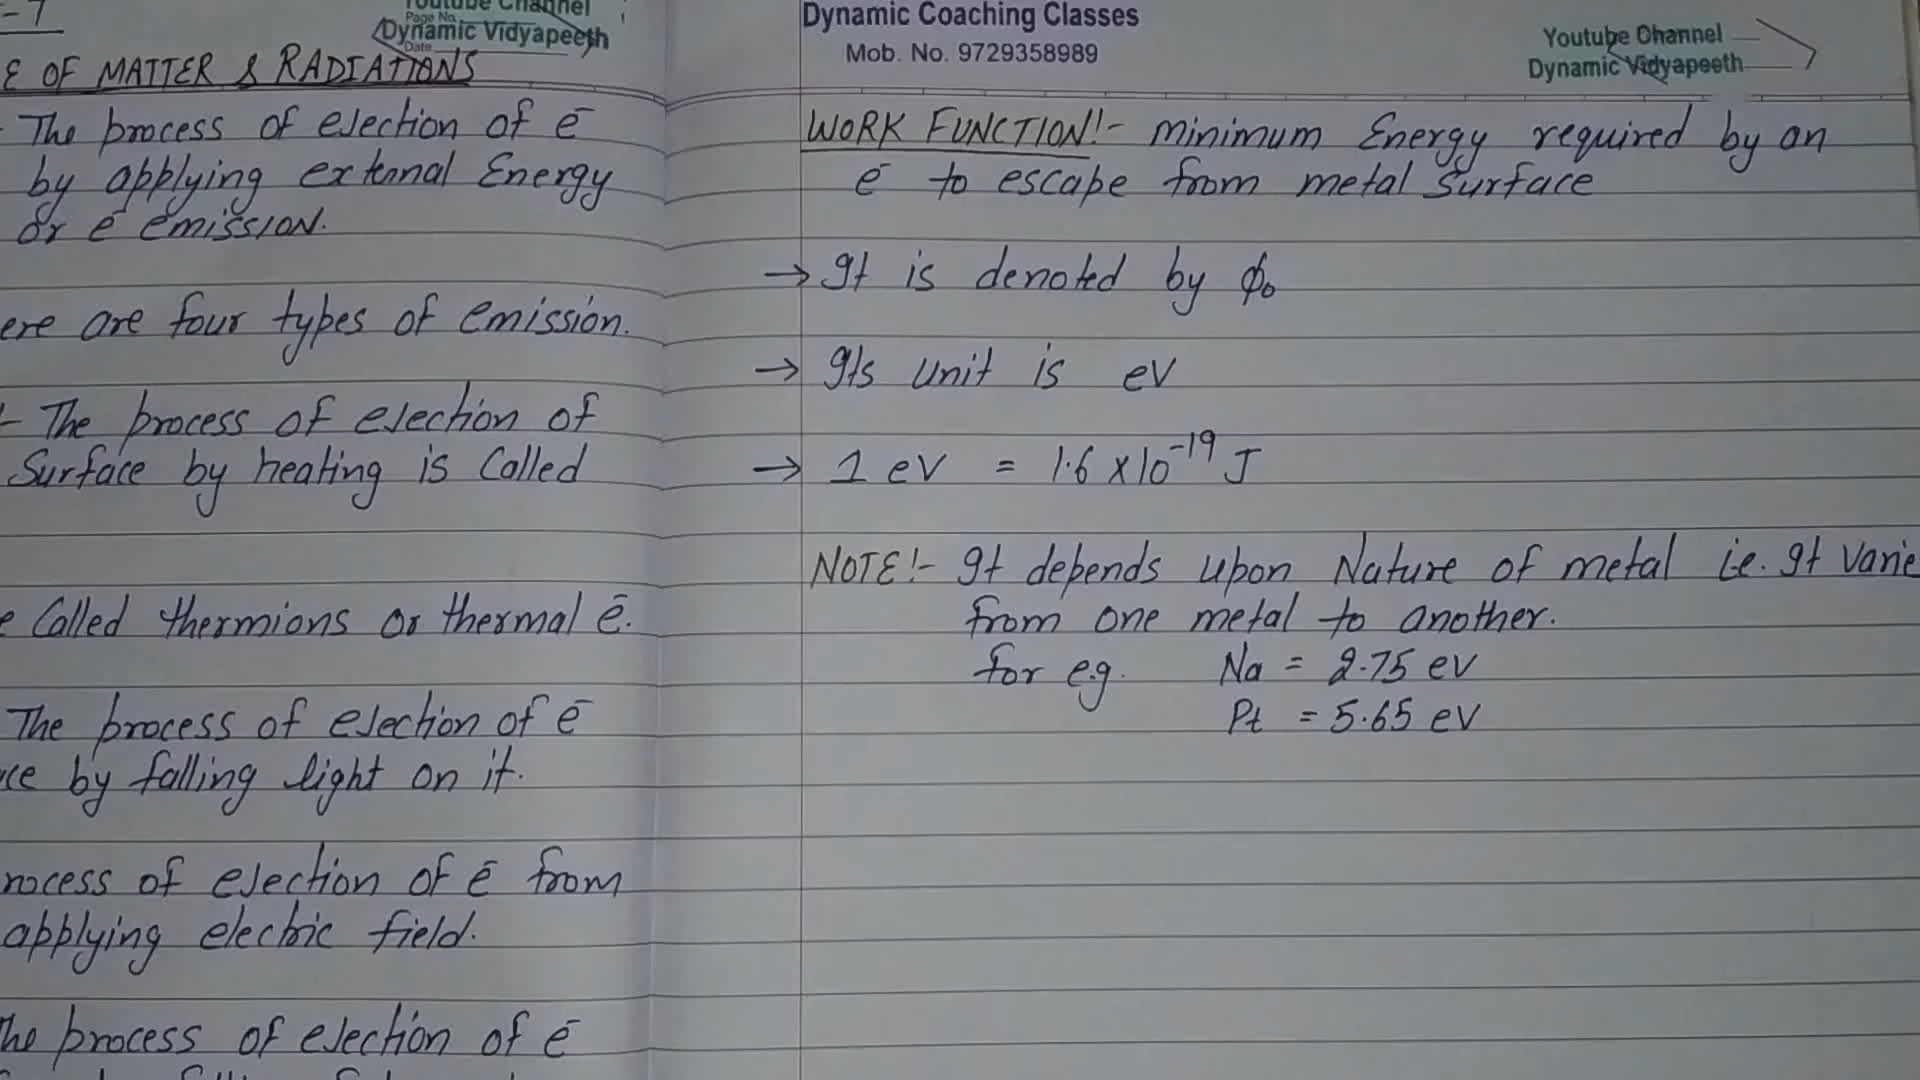 -7
Youtube Channel
Page No.
Dynamic Vidyapeeth
Date
E OF MATTER & RADIATIONS
- The process of ejection of ē
by applying external Energy
or ē emission.
ere are four types of emission.
- The process of ejection of
Surface by heating is Called
e Called thermions or thermal ē.
The process of ejection of ē
ce by falling light on it.
rocess of ejection of ē from
applying electric field.
he process of ejection of ē
Dynamic Coaching Classes
Mob. No. 9729358989
Youtube Channel
Dynamic Vidyapeeth
WORK FUNCTION!- minimum Energy required by an
ē to escape from metal Surface
→ It is denoted by ϕ₀
→ Its unit is eV
→ 1 eV = 1.6 x 10⁻¹⁹ J
NOTE!- It depends upon Nature of metal i.e. It Varie
from one metal to another.
for e.g. Na = 2.75 eV
Pt = 5.65 eV